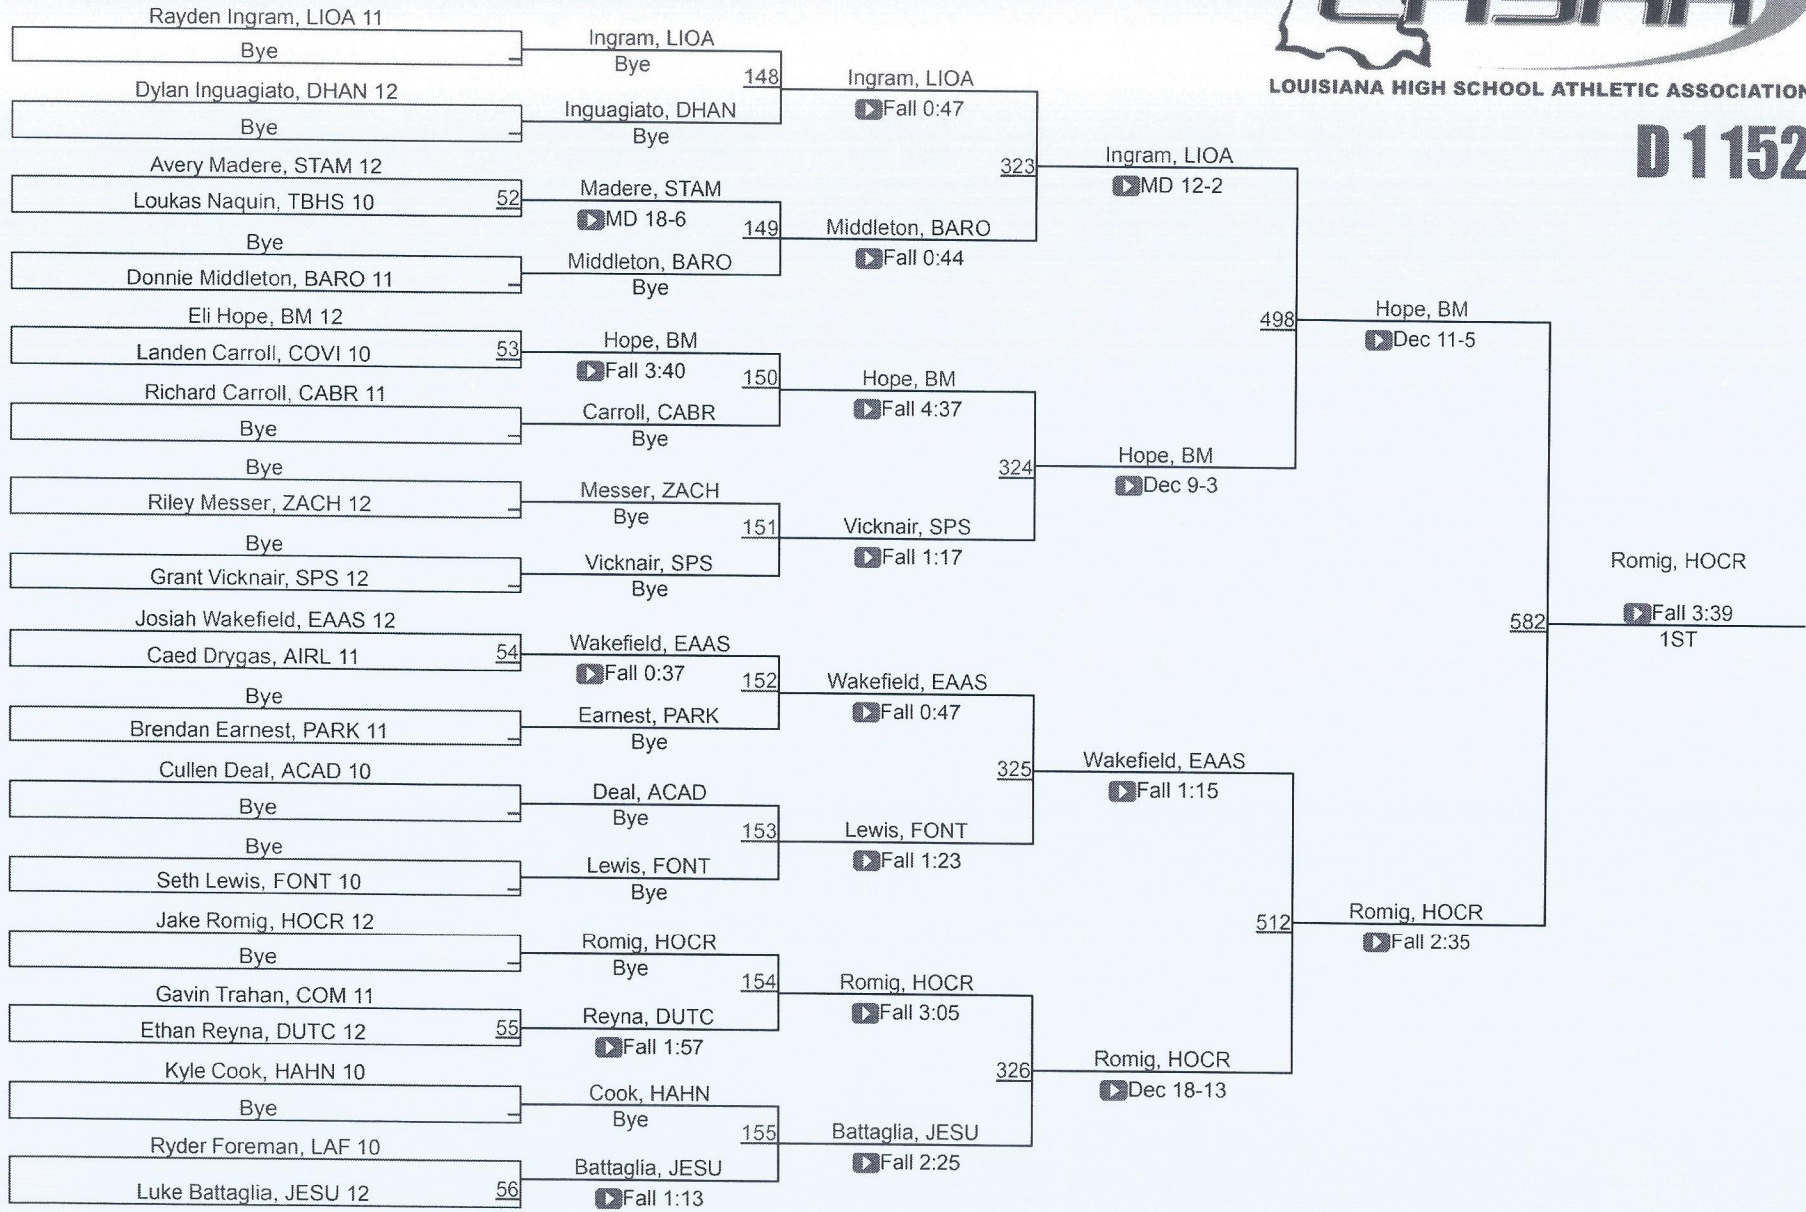 LHSAA
LOUISIANA HIGH SCHOOL ATHLETIC ASSOCIATION
D 1 152
Rayden Ingram, LIOA 11
Bye
Dylan Inguagiato, DHAN 12
Bye
Avery Madere, STAM 12
Loukas Naquin, TBHS 10
52
Bye
Donnie Middleton, BARO 11
Eli Hope, BM 12
Landen Carroll, COVI 10
53
Richard Carroll, CABR 11
Bye
Bye
Riley Messer, ZACH 12
Bye
Grant Vicknair, SPS 12
Josiah Wakefield, EAAS 12
Caed Drygas, AIRL 11
54
Bye
Brendan Earnest, PARK 11
Cullen Deal, ACAD 10
Bye
Bye
Seth Lewis, FONT 10
Jake Romig, HOCR 12
Bye
Gavin Trahan, COM 11
Ethan Reyna, DUTC 12
55
Kyle Cook, HAHN 10
Bye
Ryder Foreman, LAF 10
Luke Battaglia, JESU 12
56
Ingram, LIOA
Bye
148
Inguagiato, DHAN
Bye
Madere, STAM
MD 18-6
149
Middleton, BARO
Bye
Hope, BM
Fall 3:40
150
Carroll, CABR
Bye
Messer, ZACH
Bye
151
Vicknair, SPS
Bye
Wakefield, EAAS
Fall 0:37
152
Earnest, PARK
Bye
Deal, ACAD
Bye
153
Lewis, FONT
Bye
Romig, HOCR
Bye
154
Reyna, DUTC
Fall 1:57
Cook, HAHN
Bye
155
Battaglia, JESU
Fall 1:13
Ingram, LIOA
Fall 0:47
323
Middleton, BARO
Fall 0:44
Hope, BM
Fall 4:37
324
Vicknair, SPS
Fall 1:17
Wakefield, EAAS
Fall 0:47
325
Lewis, FONT
Fall 1:23
Romig, HOCR
Fall 3:05
326
Battaglia, JESU
Fall 2:25
Ingram, LIOA
MD 12-2
498
Hope, BM
Dec 9-3
Wakefield, EAAS
Fall 1:15
512
Romig, HOCR
Dec 18-13
Hope, BM
Dec 11-5
582
Romig, HOCR
Fall 2:35
Romig, HOCR
Fall 3:39
1ST